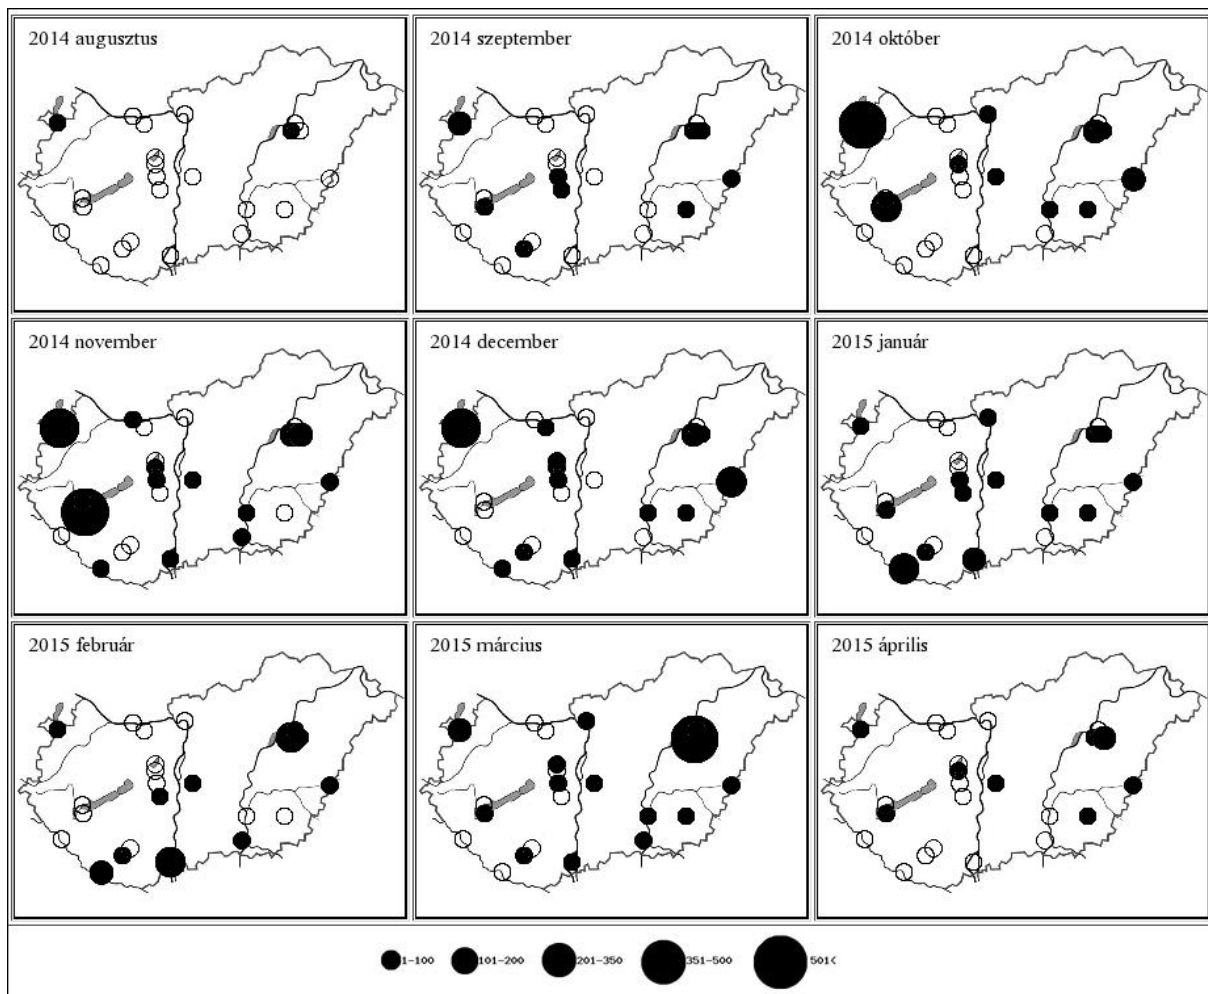 2014 augusztus
2014 szeptember
2014 október
2014 november
2014 december
2015 január
2015 február
2015 március
2015 április
1-100
101-200
201-350
351-500
501<